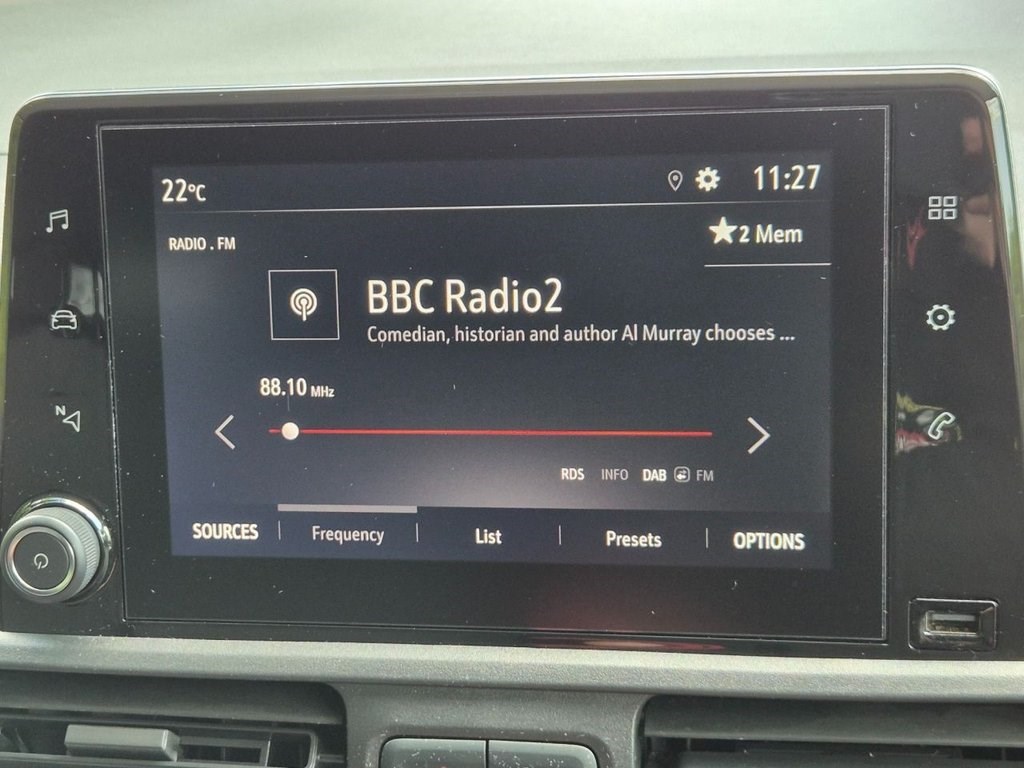 22°C
11:27
RADIO . FM
2 Mem
BBC Radio2
Comedian, historian and author Al Murray chooses ...
88.10 MHz
N
RDS INFO DAB FM
SOURCES Frequency List Presets OPTIONS